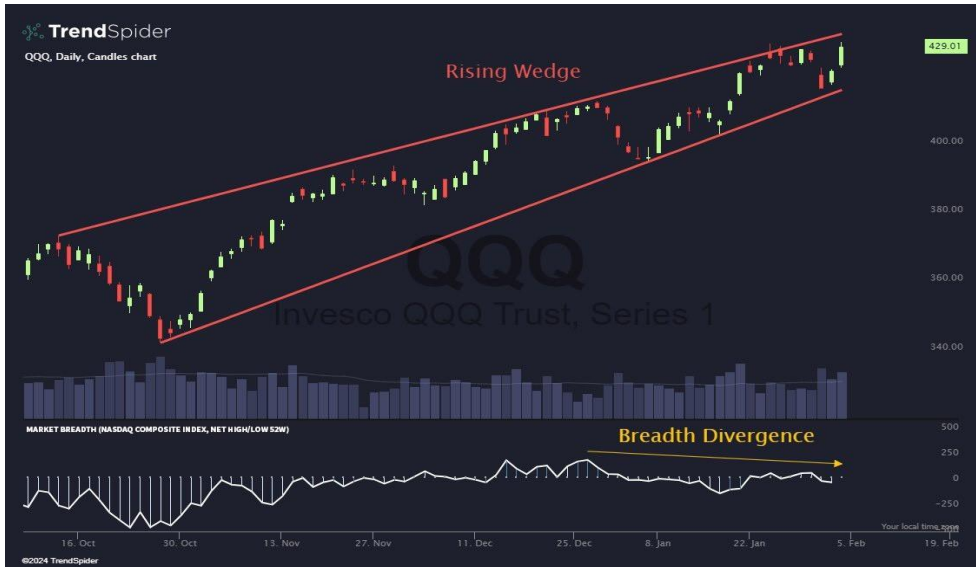 TrendSpider
QQQ, Daily, Candles chart
429.01
Rising Wedge
400.00
380.00
360.00
340.00
QQQ
Invesco QQQ Trust, Series 1
MARKET BREADTH (NASDAQ COMPOSITE INDEX, NET HIGH/LOW 52W)
Breadth Divergence
500
250
0
-250
Your local time zone
16. Oct
30. Oct
13. Nov
27. Nov
11. Dec
25. Dec
8. Jan
22. Jan
5. Feb
19. Feb
©2024 TrendSpider